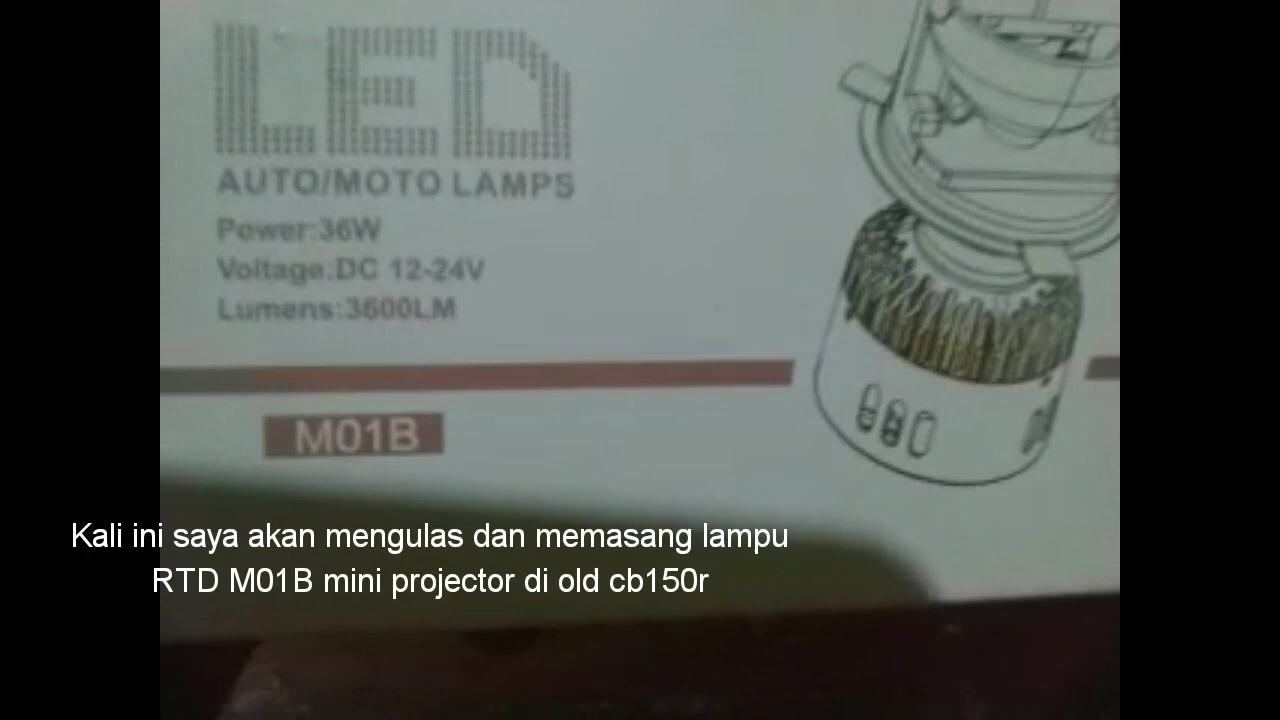 LED
AUTO/MOTO LAMPS
Power:36W
Voltage:DC 12-24V
Lumens:3600LM
M01B
Kali ini saya akan mengulas dan memasang lampu
RTD M01B mini projector di old cb150r